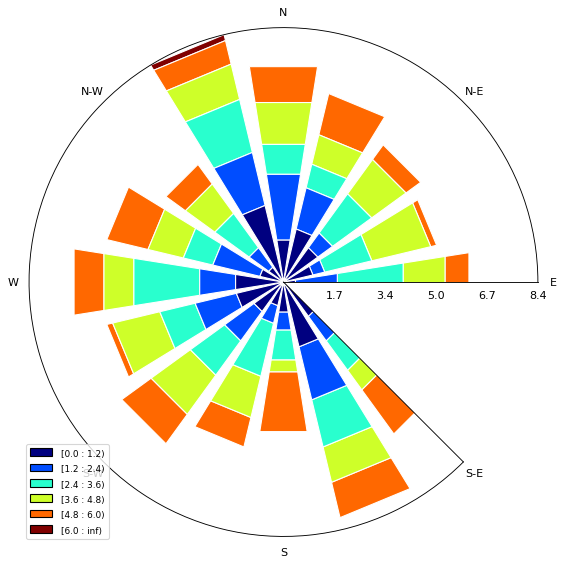 N
N-W
N-E
W
E
1.7
3.4
5.0
6.7
8.4
[0.0 : 1.2)
[1.2 : 2.4)
[2.4 : 3.6)
[3.6 : 4.8)
[4.8 : 6.0)
[6.0 : inf)
S-W
S-E
S